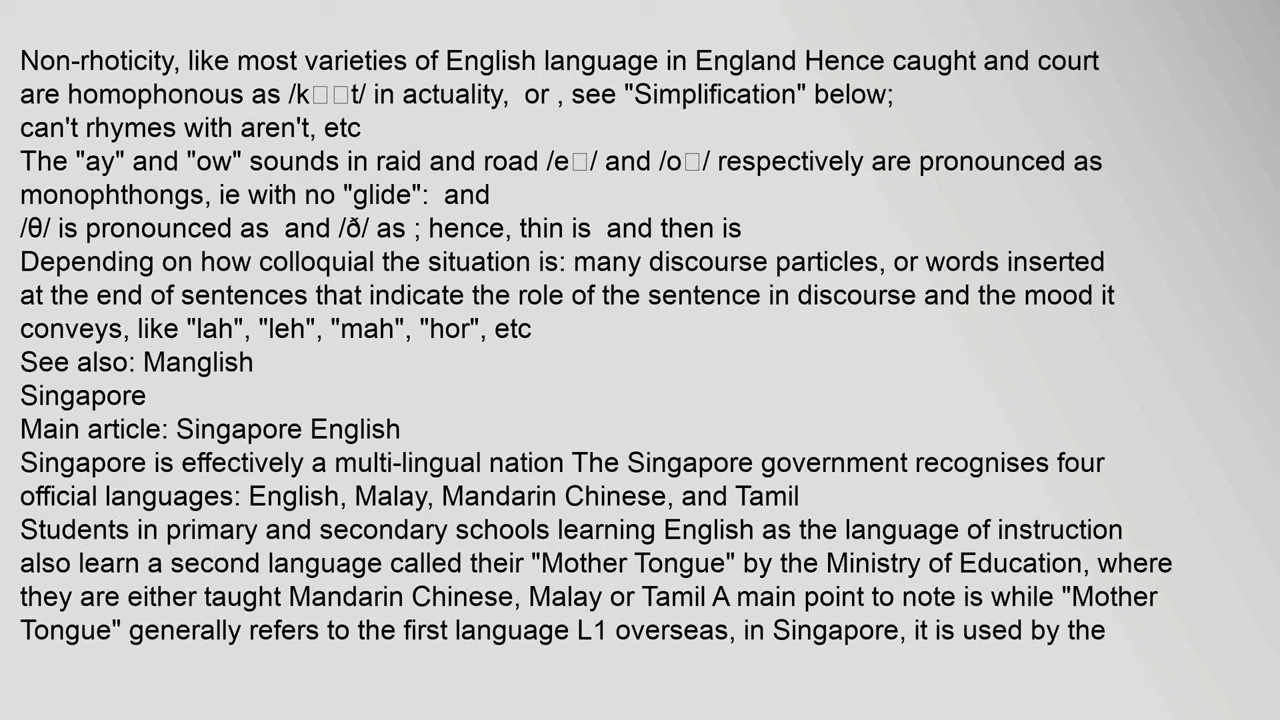 Non-rhoticity, like most varieties of English language in England Hence caught and court
are homophonous as /k□□t/ in actuality,  or , see "Simplification" below;
can't rhymes with aren't, etc
The "ay" and "ow" sounds in raid and road /e□/ and /o□/ respectively are pronounced as
monophthongs, ie with no "glide":  and
/θ/ is pronounced as  and /ð/ as ; hence, thin is  and then is
Depending on how colloquial the situation is: many discourse particles, or words inserted
at the end of sentences that indicate the role of the sentence in discourse and the mood it
conveys, like "lah", "leh", "mah", "hor", etc
See also: Manglish
Singapore
Main article: Singapore English
Singapore is effectively a multi-lingual nation The Singapore government recognises four
official languages: English, Malay, Mandarin Chinese, and Tamil
Students in primary and secondary schools learning English as the language of instruction
also learn a second language called their "Mother Tongue" by the Ministry of Education, where
they are either taught Mandarin Chinese, Malay or Tamil A main point to note is while "Mother
Tongue" generally refers to the first language L1 overseas, in Singapore, it is used by the